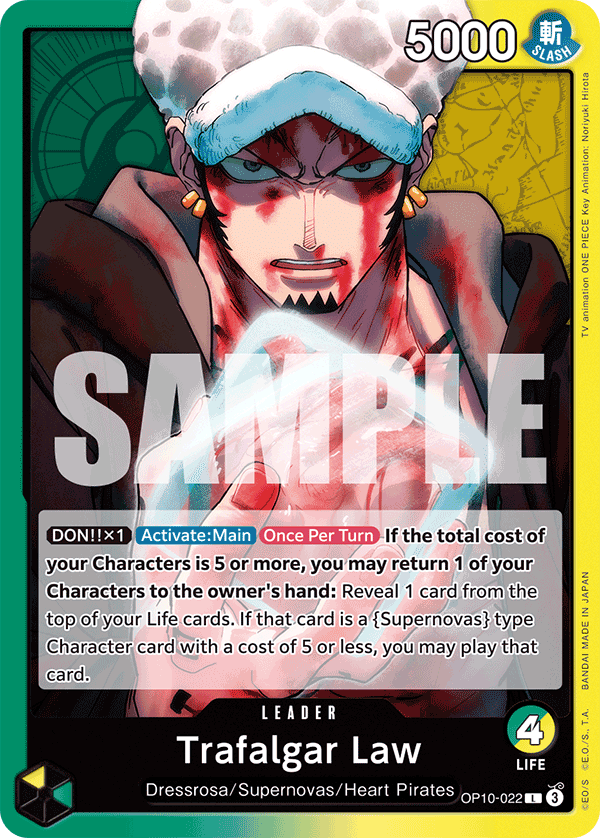 5000
斬
SLASH
TV animation ONE PIECE Key Animation: Noriyuki Hirota
SAMPLE
DON!!×1 Activate:Main Once Per Turn If the total cost of
your Characters is 5 or more, you may return 1 of your
Characters to the owner's hand: Reveal 1 card from the
top of your Life cards. If that card is a {Supernovas} type
Character card with a cost of 5 or less, you may play that
card.
©E.O/S ©E.O./S., T.A. BANDAI MADE IN JAPAN
LEADER
Trafalgar Law
4
LIFE
Dressrosa/Supernovas/Heart Pirates
OP10-022 L 3